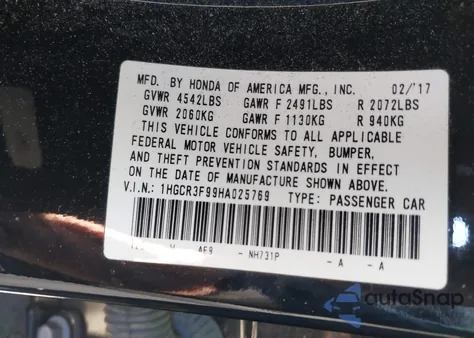 MFD. BY HONDA OF AMERICA MFG., INC. 02/'17
GVWR 4542LBS GAWR F 2491LBS R 2072LBS
GVWR 2060KG GAWR F 1130KG R 940KG
THIS VEHICLE CONFORMS TO ALL APPLICABLE
FEDERAL MOTOR VEHICLE SAFETY, BUMPER,
AND THEFT PREVENTION STANDARDS IN EFFECT
ON THE DATE OF MANUFACTURE SHOWN ABOVE.
V.I.N.: 1HGCR3F99HA025769 TYPE: PASSENGER CAR
- NH731P - A - A
autoSnap